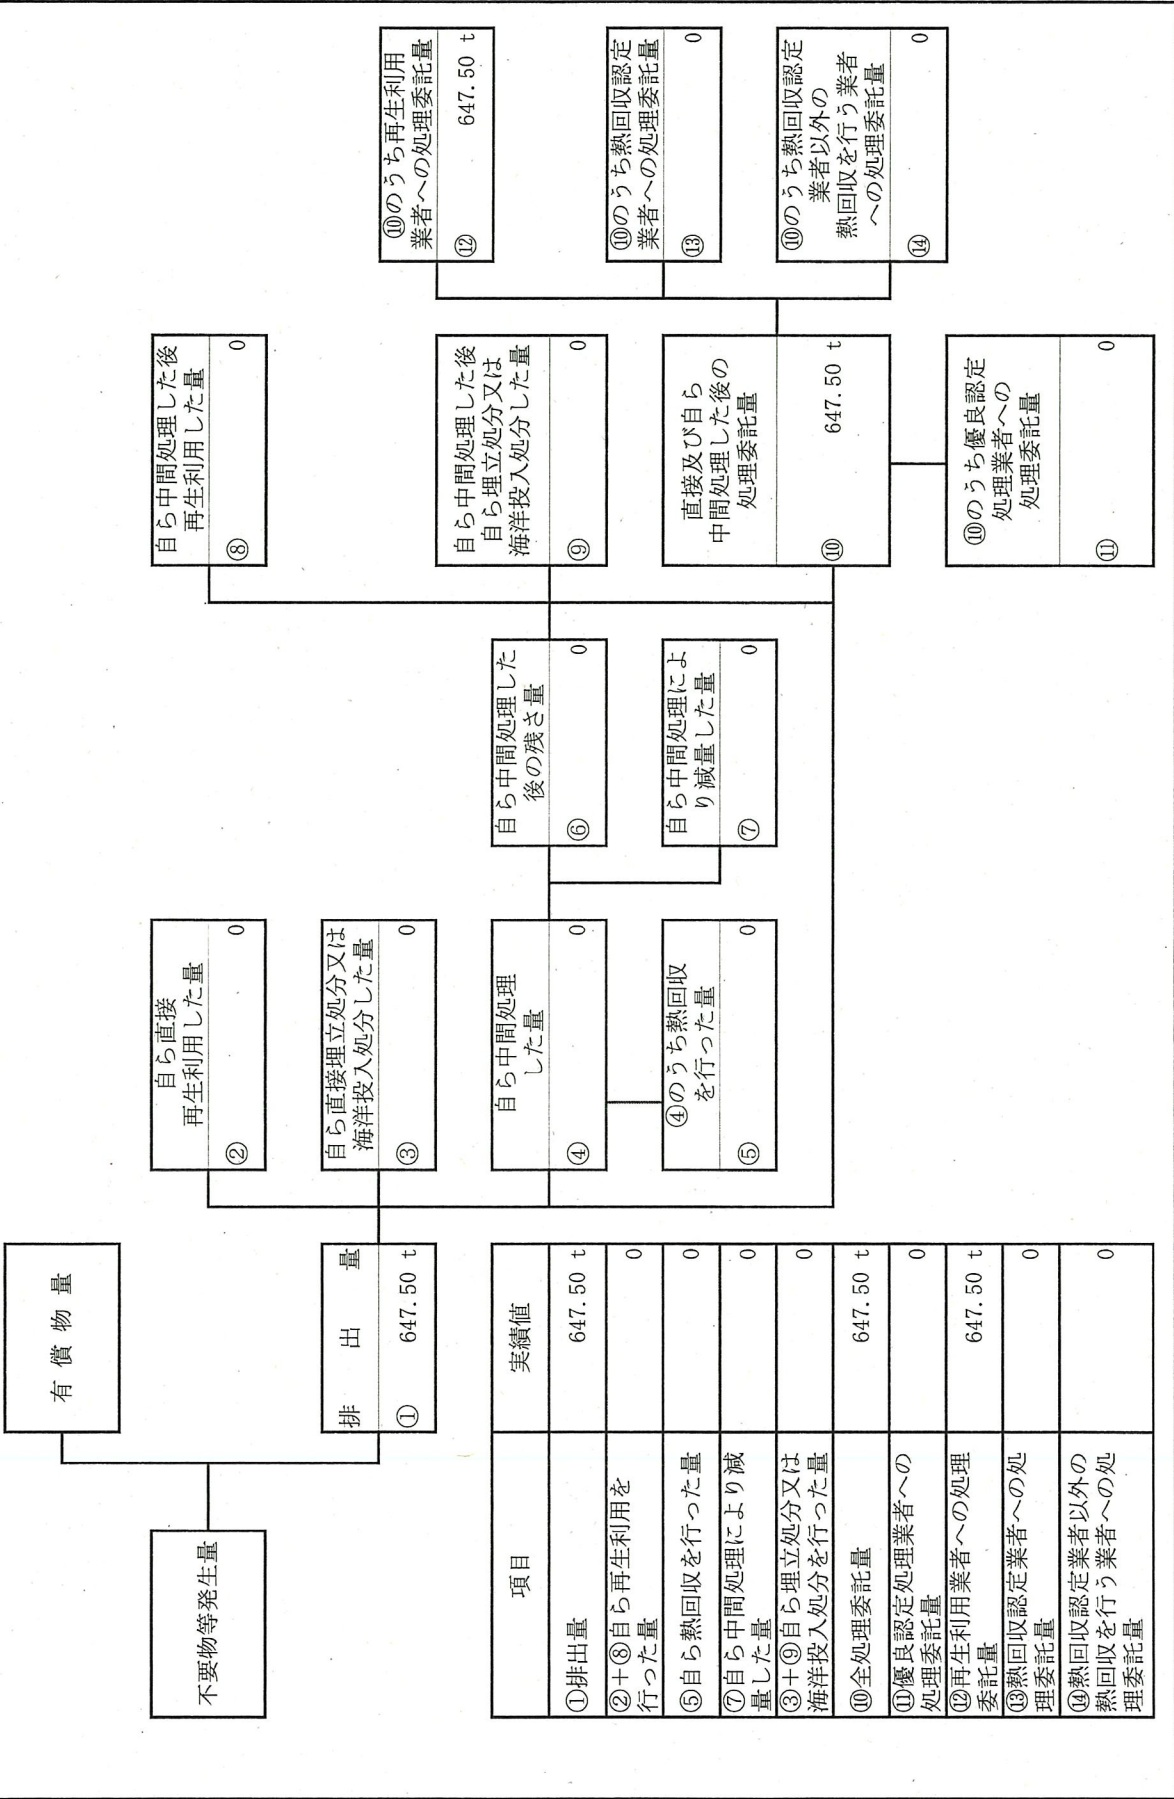 有償物量
不要物等発生量
排出量
① 647.50 t
自ら直接
再生利用した量
② 0
自ら直接埋立処分又は
海洋投入処分した量
③ 0
自ら中間処理
した量
④ 0
④のうち熱回収
を行った量
⑤ 0
自ら中間処理した
後の残さ量
⑥ 0
自ら中間処理によ
り減量した量
⑦ 0
自ら中間処理した後
再生利用した量
⑧ 0
自ら中間処理した後
自ら埋立処分又は
海洋投入処分した量
⑨ 0
直接及び自ら
中間処理した後の
処理委託量
⑩ 647.50 t
⑩のうち優良認定
処理業者への
処理委託量
⑪ 0
⑩のうち再生利用
業者への処理委託量
⑫ 647.50 t
⑩のうち熱回収認定
業者への処理委託量
⑬ 0
⑩のうち熱回収認定
業者以外の
熱回収を行う業者
への処理委託量
⑭ 0
項目 実績値
①排出量 647.50 t
②+⑧自ら再生利用を
行った量 0
⑤自ら熱回収を行った量 0
⑦自ら中間処理により減
量した量 0
③+⑨自ら埋立処分又は
海洋投入処分を行った量 0
⑩全処理委託量 647.50 t
⑪優良認定処理業者への
処理委託量 0
⑫再生利用業者への処理
委託量 647.50 t
⑬熱回収認定業者への処
理委託量 0
⑭熱回収認定業者以外の
熱回収を行う業者への処
理委託量 0